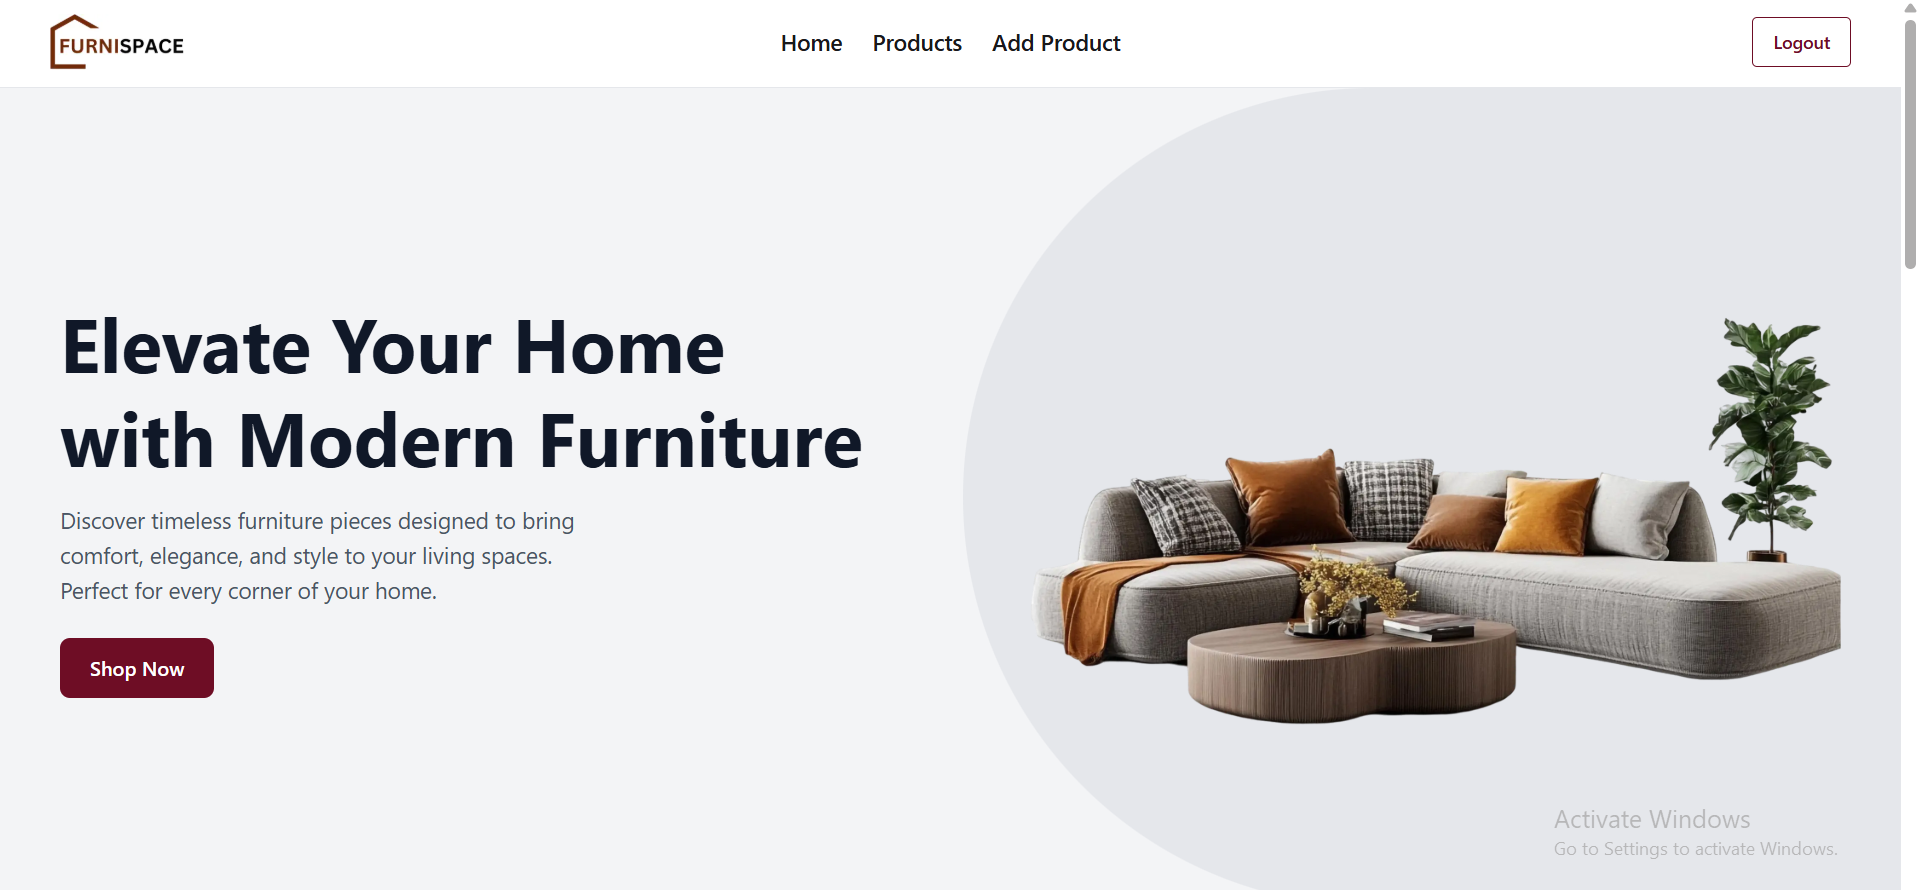 FURNISPACE
Home
Products
Add Product
Logout
Elevate Your Home
with Modern Furniture
Discover timeless furniture pieces designed to bring
comfort, elegance, and style to your living spaces.
Perfect for every corner of your home.
Shop Now
Activate Windows
Go to Settings to activate Windows.